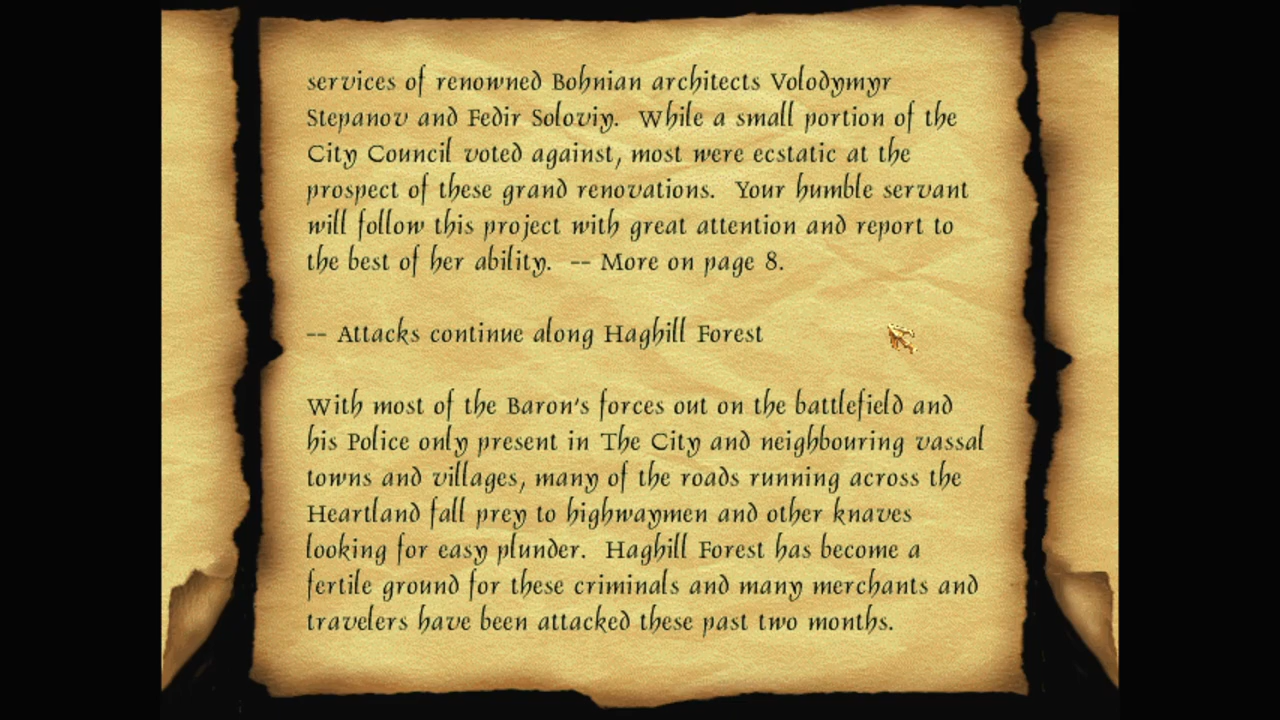 services of renowned Bohnian architects Volodymyr
Stepanov and Fedir Soloviy.  While a small portion of the
City Council voted against, most were ecstatic at the
prospect of these grand renovations.  Your humble servant
will follow this project with great attention and report to
the best of her ability.  -- More on page 8.
-- Attacks continue along Haghill Forest
With most of the Baron's forces out on the battlefield and
his Police only present in The City and neighbouring vassal
towns and villages, many of the roads running across the
Heartland fall prey to highwaymen and other knaves
looking for easy plunder.  Haghill Forest has become a
fertile ground for these criminals and many merchants and
travelers have been attacked these past two months.